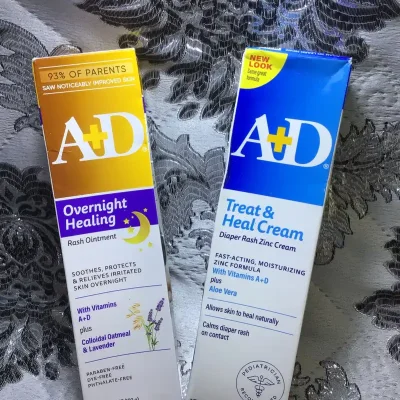 93% OF PARENTS
SAW NOTICEABLY IMPROVED SKIN
A+D
Overnight
Healing
Rash Ointment
SOOTHES, PROTECTS
& RELIEVES IRRITATED
SKIN OVERNIGHT
With Vitamins
A+D
plus
Colloidal Oatmeal
& Lavender
PARABEN-FREE
DYE-FREE
PHTHALATE-FREE
NEW
LOOK
Same great
formula
A+D®
Treat &
Heal Cream
Diaper Rash Zinc Cream
FAST-ACTING, MOISTURIZING
ZINC FORMULA
With Vitamins A+D
plus
Aloe Vera
Allows skin to heal naturally
Calms diaper rash
on contact
PEDIATRICIAN